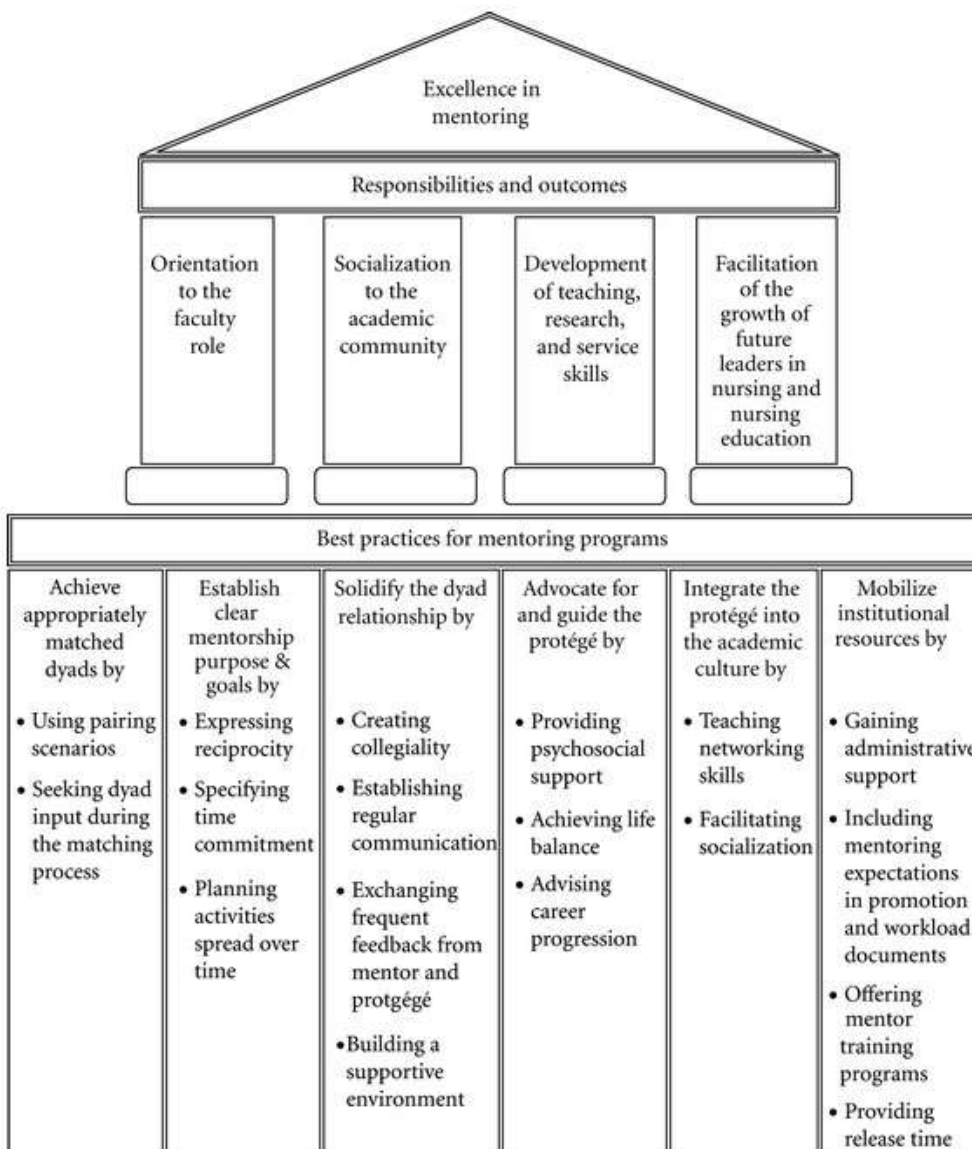 Excellence in
mentoring
Responsibilities and outcomes
Orientation
to the
faculty
role
Socialization
to the
academic
community
Development
of teaching,
research,
and service
skills
Facilitation
of the
growth of
future
leaders in
nursing and
nursing
education
Best practices for mentoring programs
Achieve
appropriately
matched
dyads by
• Using pairing
scenarios
• Seeking dyad
input during
the matching
process
Establish
clear
mentorship
purpose &
goals by
• Expressing
reciprocity
• Specifying
time
commitment
• Planning
activities
spread over
time
Solidify the dyad
relationship by
• Creating
collegiality
• Establishing
regular
communication
• Exchanging
frequent
feedback from
mentor and
protgégé
•Building a
supportive
environment
Advocate for
and guide the
protégé by
• Providing
psychosocial
support
• Achieving life
balance
• Advising
career
progression
Integrate the
protégé into
the academic
culture by
• Teaching
networking
skills
• Facilitating
socialization
Mobilize
institutional
resources by
• Gaining
administrative
support
• Including
mentoring
expectations
in promotion
and workload
documents
• Offering
mentor
training
programs
• Providing
release time